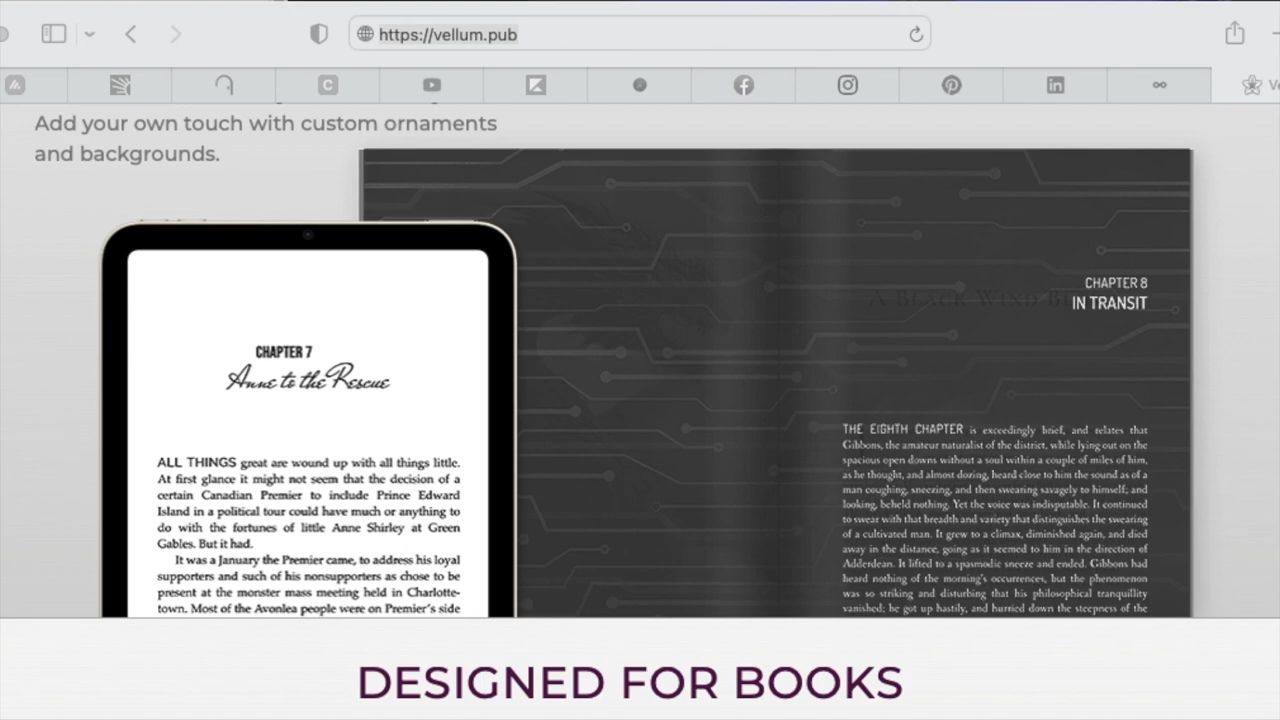 https://vellum.pub
Add your own touch with custom ornaments
and backgrounds.
CHAPTER 7
Anne to the Rescue
ALL THINGS great are wound up with all things little.
At first glance it might not seem that the decision of a
certain Canadian Premier to include Prince Edward
Island in a political tour could have much or anything to
do with the fortunes of little Anne Shirley at Green
Gables. But it had.
It was a January the Premier came, to address his loyal
supporters and such of his nonsupporters as chose to be
present at the monster mass meeting held in Charlotte-
town. Most of the Avonlea people were on Premier's side
CHAPTER 8
IN TRANSIT
THE EIGHTH CHAPTER is exceedingly brief, and relates that
Gibbons, the amateur naturalist of the district, while lying out on the
spacious open downs without a soul within a couple of miles of him,
as he thought, and almost dozing, heard close to him the sound as of a
man coughing, sneezing, and then swearing savagely to himself; and
looking, beheld nothing. Yet the voice was indisputable. It continued
to swear with that breadth and variety that distinguishes the swearing
of a cultivated man. It grew to a climax, diminished again, and died
away in the distance, going as it seemed to him in the direction of
Adderdean. It lifted to a spasmodic sneeze and ended. Gibbons had
heard nothing of the morning's occurrences, but the phenomenon
was so striking and disturbing that his philosophical tranquillity
vanished; he got up hastily, and hurried down the steepness of the
DESIGNED FOR BOOKS